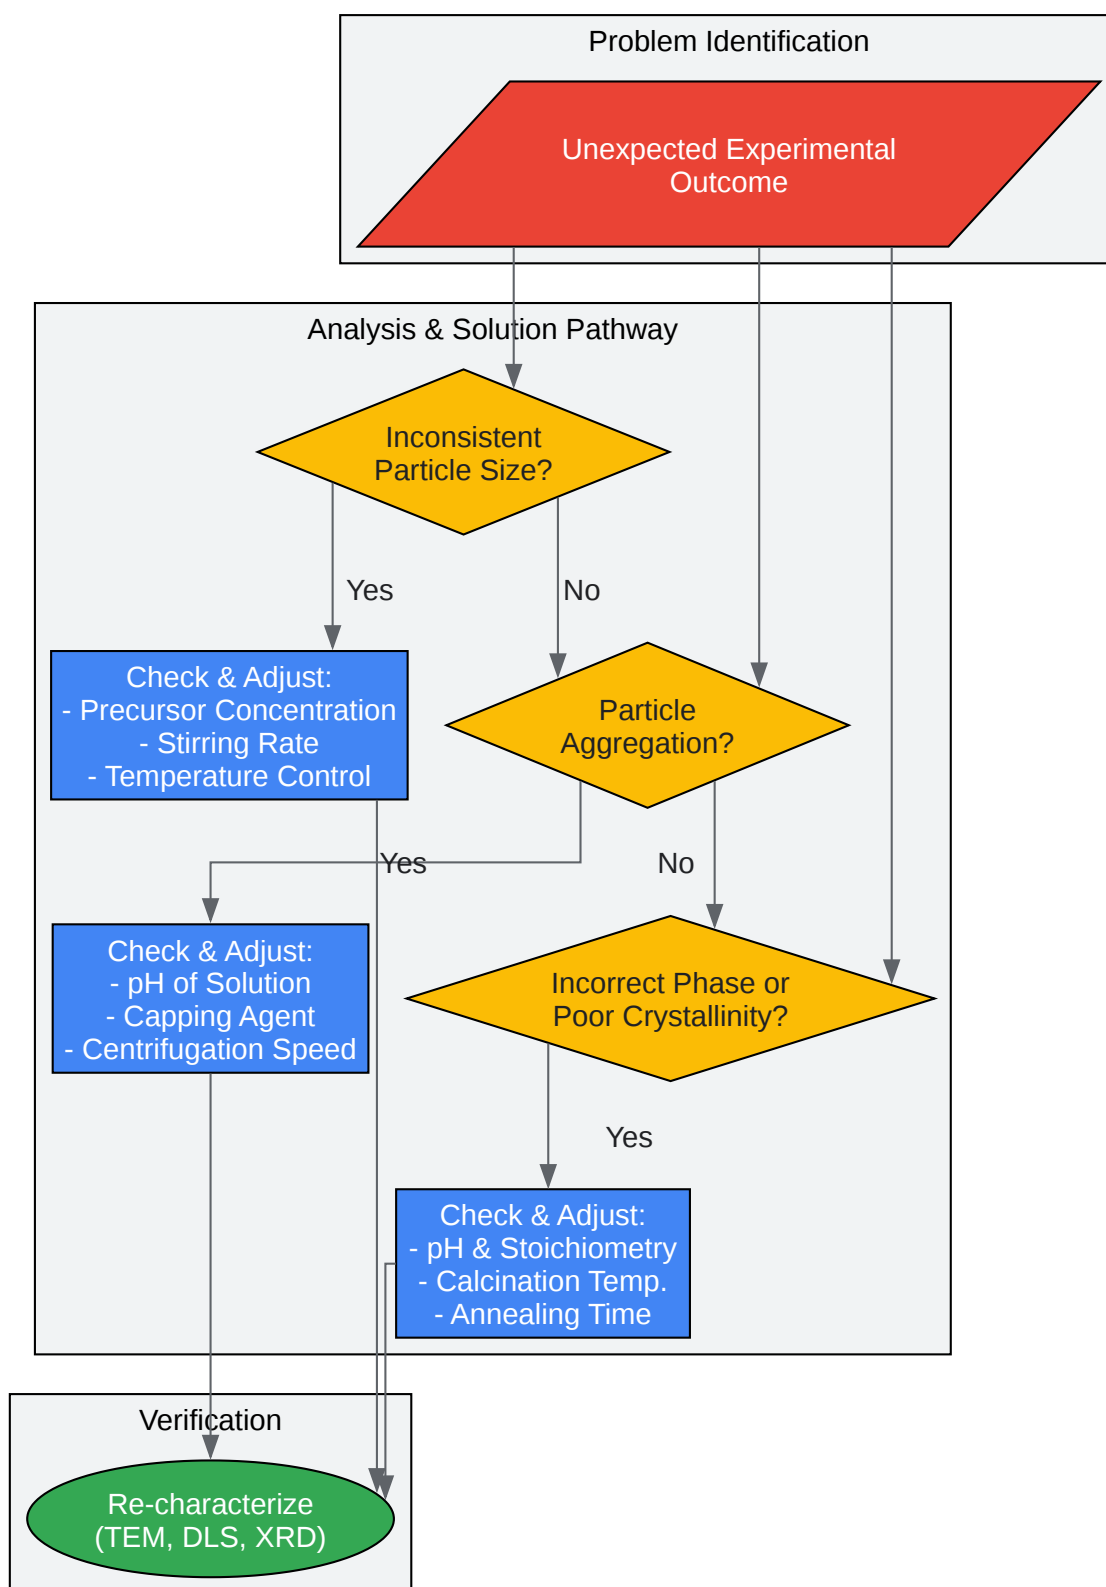 Problem Identification
Unexpected Experimental
Outcome
Analysis & Solution Pathway
Inconsistent
Particle Size?
Yes
No
Check & Adjust:
- Precursor Concentration
- Stirring Rate
- Temperature Control
Particle
Aggregation?
Yes
No
Check & Adjust:
- pH of Solution
- Capping Agent
- Centrifugation Speed
Incorrect Phase or
Poor Crystallinity?
Yes
Check & Adjust:
- pH & Stoichiometry
- Calcination Temp.
- Annealing Time
Verification
Re-characterize
(TEM, DLS, XRD)